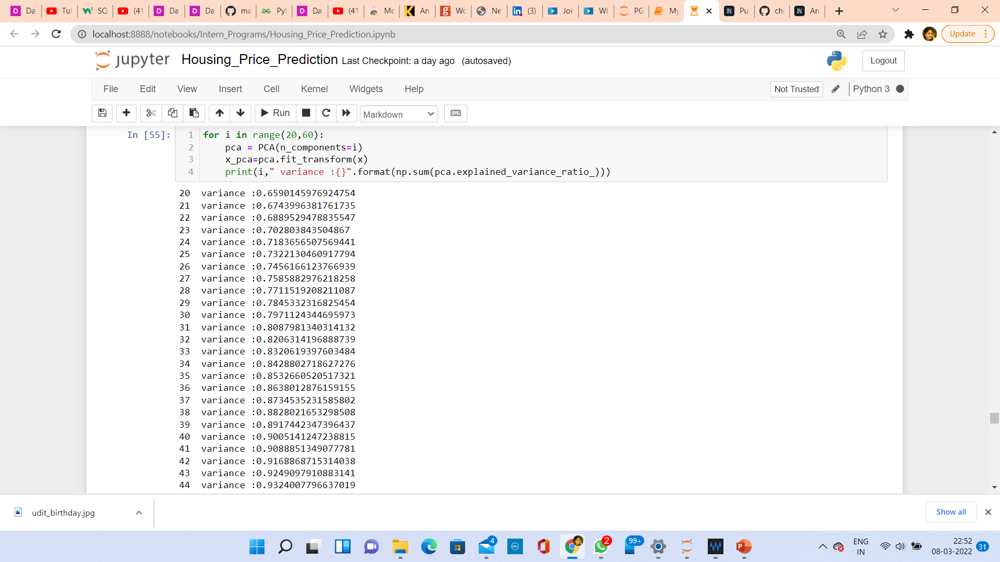 Da Tut SQ (41 Da Da ma Pyt Da (41 Mc An Wc Ne (3) Joi Wh PG My Pu ch An
localhost:8888/notebooks/Intern_Programs/Housing_Price_Prediction.ipynb
Update
jupyter Housing_Price_Prediction Last Checkpoint: a day ago (autosaved)
Logout
File Edit View Insert Cell Kernel Widgets Help
Not Trusted Python 3
Run Markdown
In [55]:
1 for i in range(20,60):
2 pca = PCA(n_components=i)
3 x_pca=pca.fit_transform(x)
4 print(i," variance :{}".format(np.sum(pca.explained_variance_ratio_)))
20 variance :0.6590145976924754
21 variance :0.6743996381761735
22 variance :0.6889529478835547
23 variance :0.702803843504867
24 variance :0.7183656507569441
25 variance :0.7322130460917794
26 variance :0.7456166123766939
27 variance :0.7585882976218258
28 variance :0.7711519208211087
29 variance :0.7845332316825454
30 variance :0.7971124344695973
31 variance :0.8087981340314132
32 variance :0.8206314196888739
33 variance :0.8320619397603484
34 variance :0.8428802718627276
35 variance :0.8532660520517321
36 variance :0.8638012876159155
37 variance :0.8734535231585802
38 variance :0.8828021653298508
39 variance :0.8917442347396437
40 variance :0.9005141247238815
41 variance :0.9088851349077781
42 variance :0.9168868715314038
43 variance :0.9249097910883141
44 variance :0.9324007796637019
udit_birthday.jpg
Show all
4 2 99+
ENG
IN
22:52
08-03-2022
31